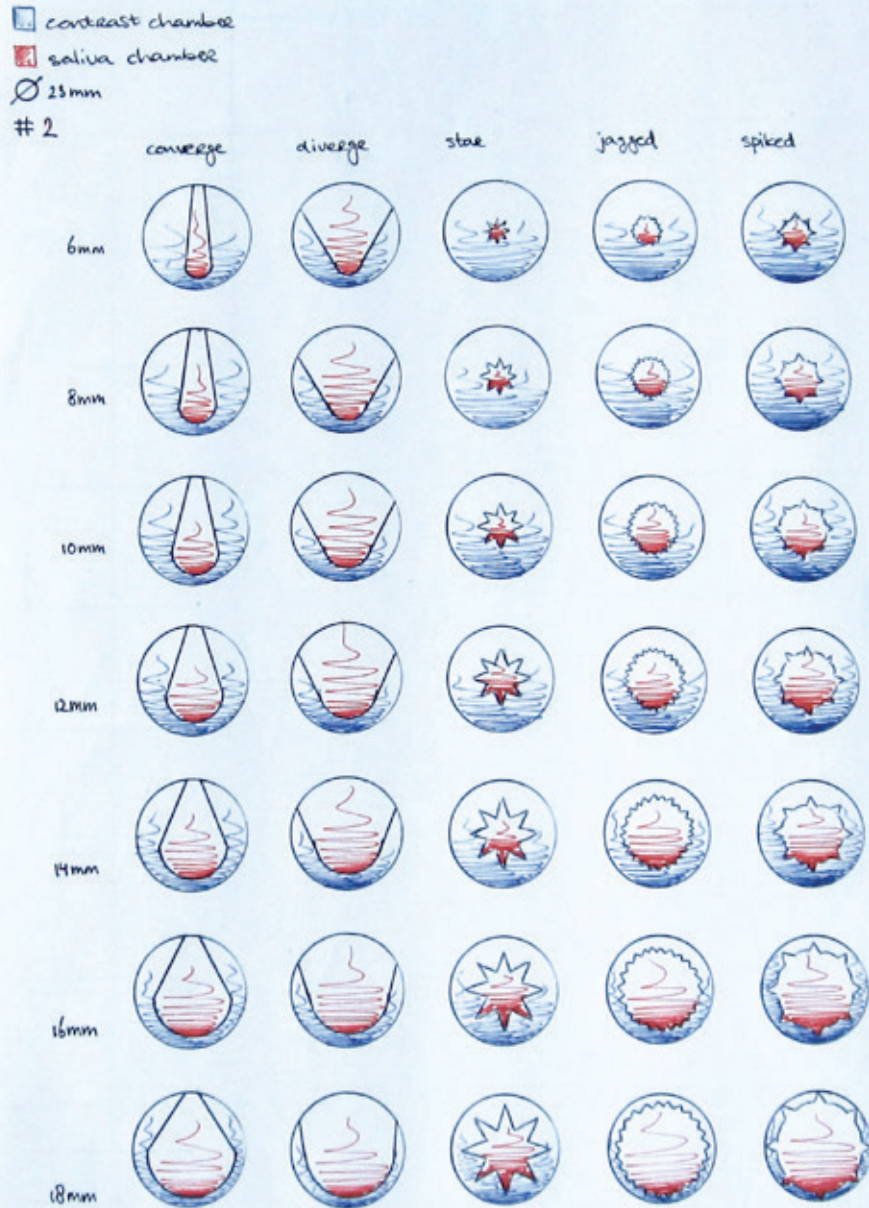 contrast chamber
saliva chamber
Ø 23mm
#2
converge diverge star jagged spiked
6mm
8mm
10mm
12mm
14mm
16mm
18mm